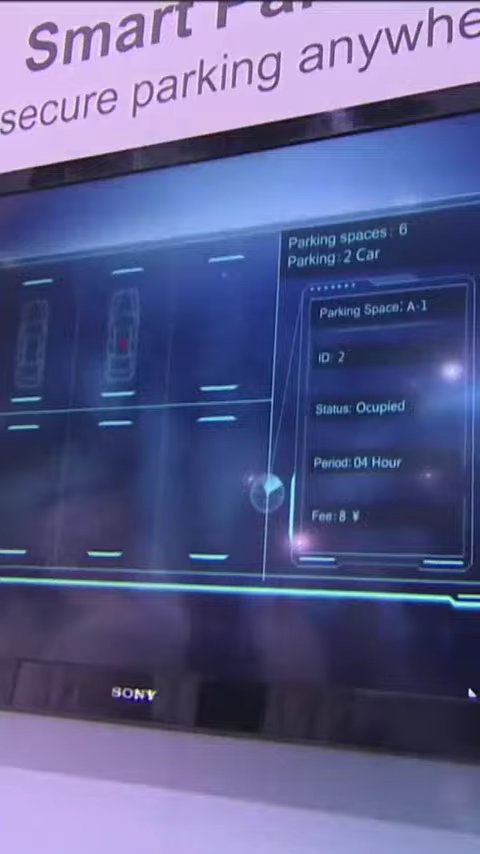 Smart
secure parking
Parking spaces: 6
Parking: 2 Car
Parking Space: A-1
ID: 2
Status: Ocupied
Period: 04 Hour
Fee: 8 ¥
SONY